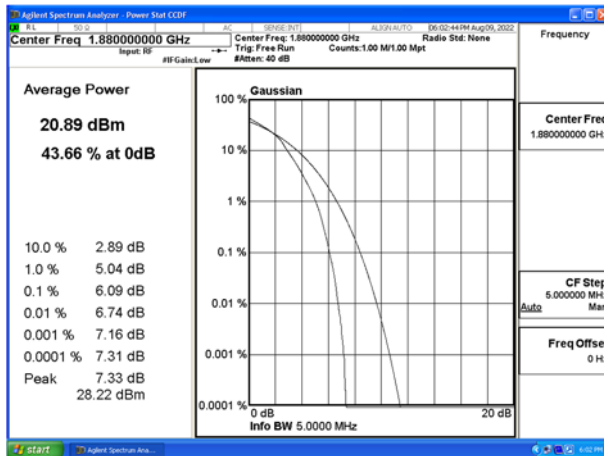 Agilent Spectrum Analyzer - Power Stat CCDF
RL 50 Ω AC SENSE:INT ALIGN AUTO 06:02:44 PM Aug 09, 2022
Center Freq 1.880000000 GHz
Center Freq: 1.880000000 GHz Radio Std: None
Input: RF Trig: Free Run Counts:1.00 M/1.00 Mpt
#IFGain:Low #Atten: 40 dB
Frequency
Average Power
20.89 dBm
43.66 % at 0dB
10.0 % 2.89 dB
1.0 % 5.04 dB
0.1 % 6.09 dB
0.01 % 6.74 dB
0.001 % 7.16 dB
0.0001 % 7.31 dB
Peak 7.33 dB
28.22 dBm
Gaussian
100 %
10 %
1 %
0.1 %
0.01 %
0.001 %
0.0001 %
0 dB 20 dB
Info BW 5.0000 MHz
Center Freq
1.880000000 GHz
CF Step
5.000000 MHz
Auto Man
Freq Offset
0 Hz
start Agilent Spectrum Ana... 6:02 PM